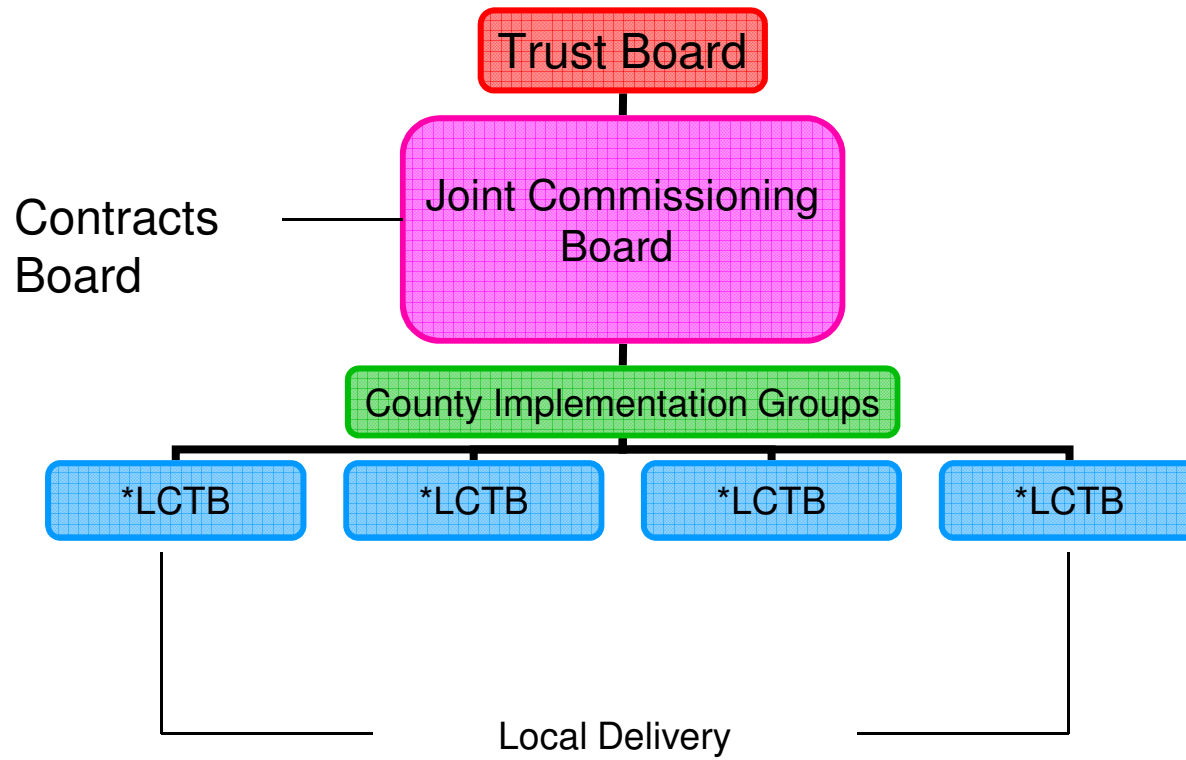 Trust Board
Joint Commissioning
Board
Contracts
Board
County Implementation Groups
*LCTB
*LCTB
*LCTB
*LCTB
Local Delivery